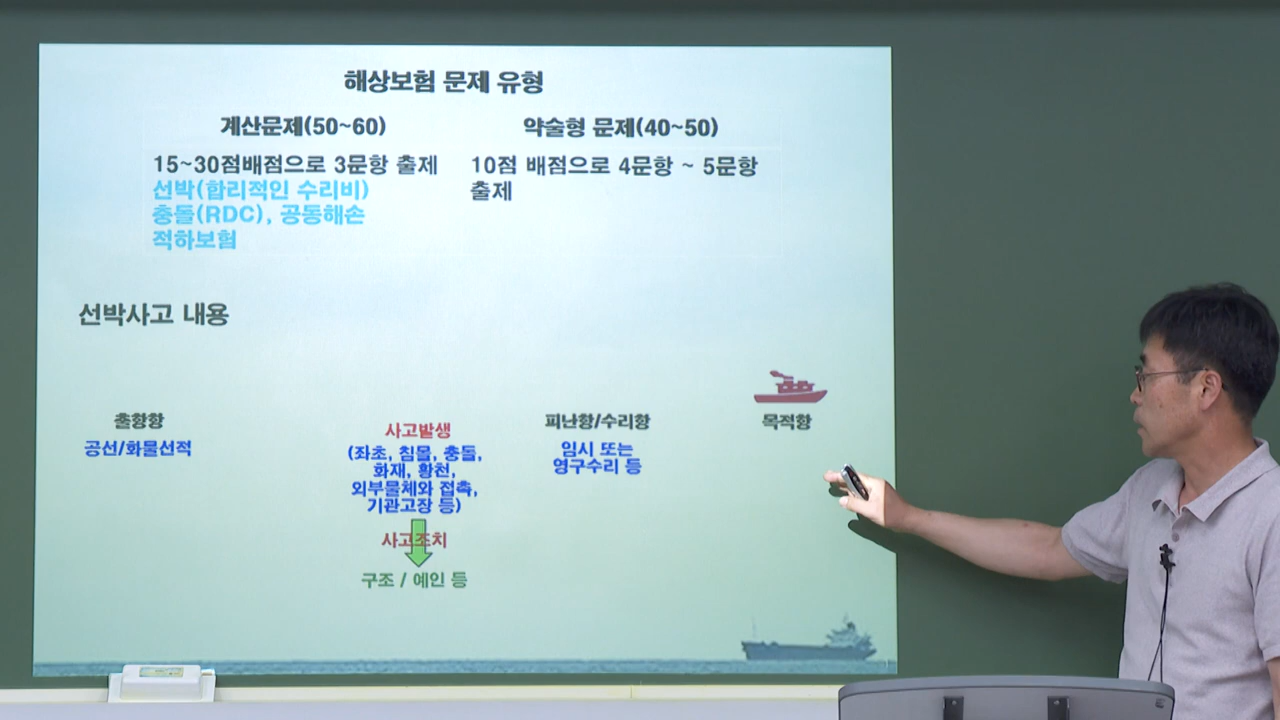 해상보험 문제 유형
계산문제(50~60)
약술형 문제(40~50)
15~30점배점으로 3문항 출제
선박(합리적인 수리비)
충돌(RDC), 공동해손
적하보험
10점 배점으로 4문항 ~ 5문항
출제
선박사고 내용
출항항
공선/화물선적
사고발생
(좌초, 침몰, 충돌,
화재, 황천,
외부물체와 접촉,
기관고장 등)
사고조치
구조 / 예인 등
피난항/수리항
임시 또는
영구수리 등
목적항